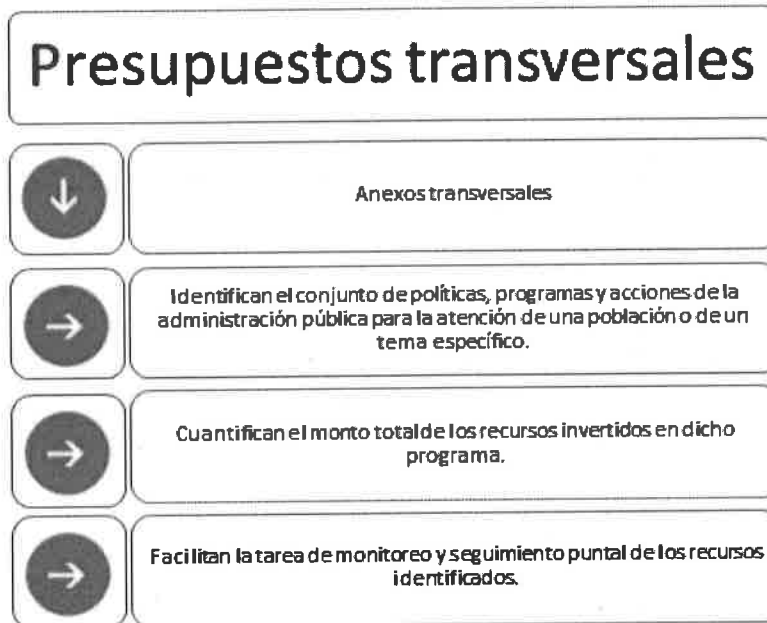 Presupuestos transversales
Anexos transversales
Identifican el conjunto de políticas, programas y acciones de la
administración pública para la atención de una población o de un
tema específico.
Cuantifican el monto total de los recursos invertidos en dicho
programa.
Facilitan la tarea de monitoreo y seguimiento puntal de los recursos
identificados.